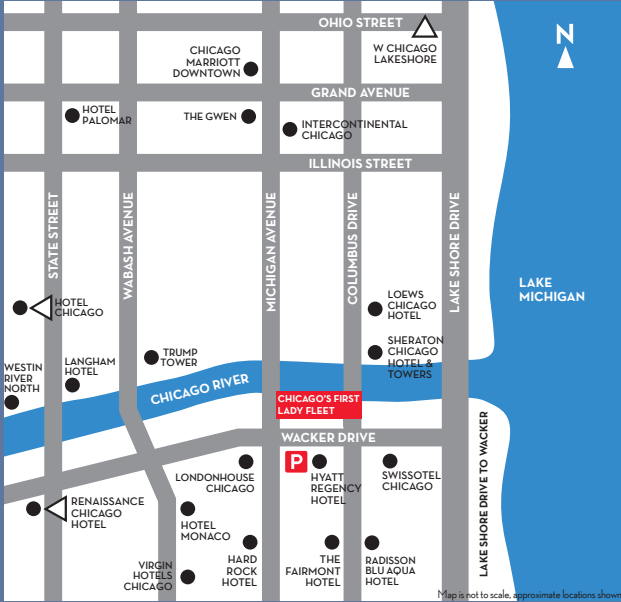 OHIO STREET
N
W CHICAGO
LAKESHORE
CHICAGO
MARRIOTT
DOWNTOWN
GRAND AVENUE
HOTEL
PALOMAR
THE GWEN
INTERCONTINENTAL
CHICAGO
ILLINOIS STREET
STATE STREET
WABASH AVENUE
MICHIGAN AVENUE
COLUMBUS DRIVE
LAKE SHORE DRIVE
LAKE
MICHIGAN
HOTEL
CHICAGO
LOEWS
CHICAGO
HOTEL
SHERATON
CHICAGO
HOTEL &
TOWERS
TRUMP
TOWER
LANGHAM
HOTEL
WESTIN
RIVER
NORTH
CHICAGO RIVER
CHICAGO'S FIRST
LADY FLEET
WACKER DRIVE
LAKE SHORE DRIVE TO WACKER
P
LONDONHOUSE
CHICAGO
HYATT
REGENCY
HOTEL
SWISSOTEL
CHICAGO
RENAISSANCE
CHICAGO
HOTEL
HOTEL
MONACO
VIRGIN
HOTELS
CHICAGO
HARD
ROCK
HOTEL
THE
FAIRMONT
HOTEL
RADISSON
BLU AQUA
HOTEL
Map is not to scale, approximate locations shown